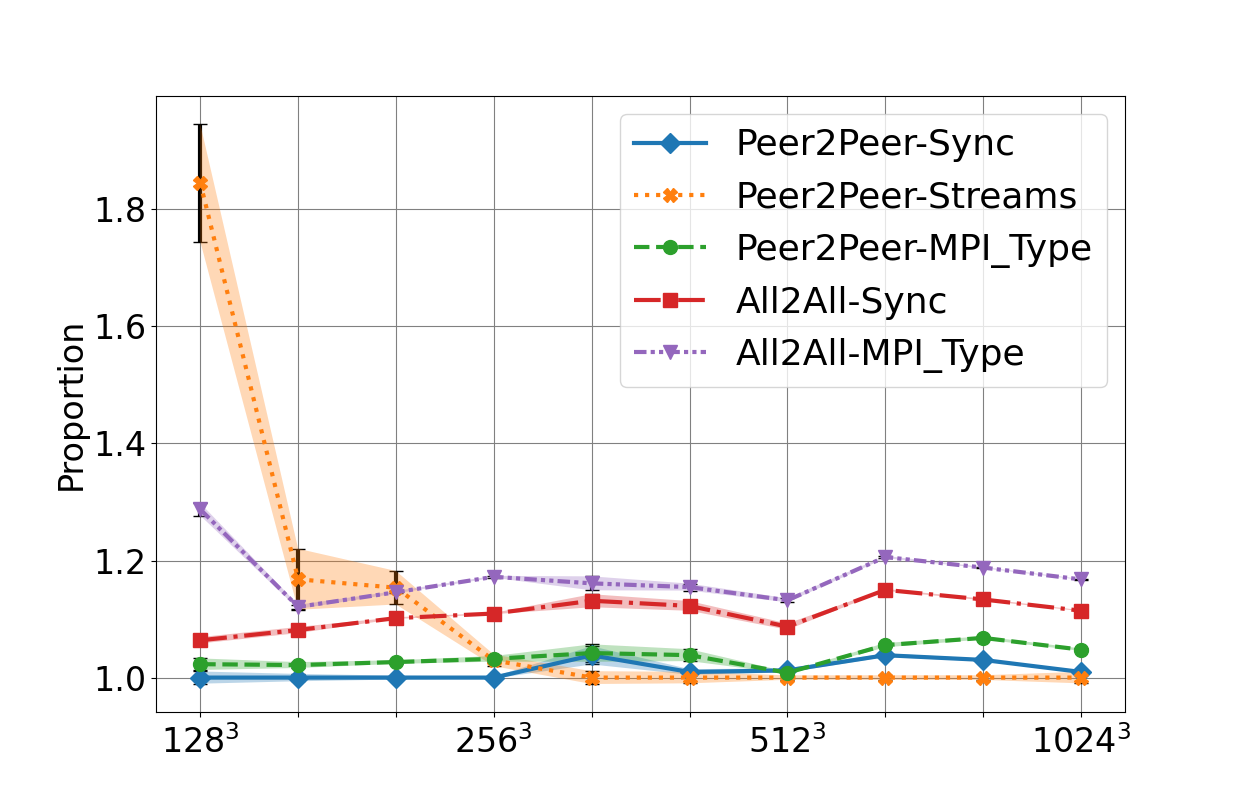 Peer2Peer-Sync
Peer2Peer-Streams
Peer2Peer-MPI_Type
All2All-Sync
All2All-MPI_Type
Proportion
1.8
1.6
1.4
1.2
1.0
128³
256³
512³
1024³